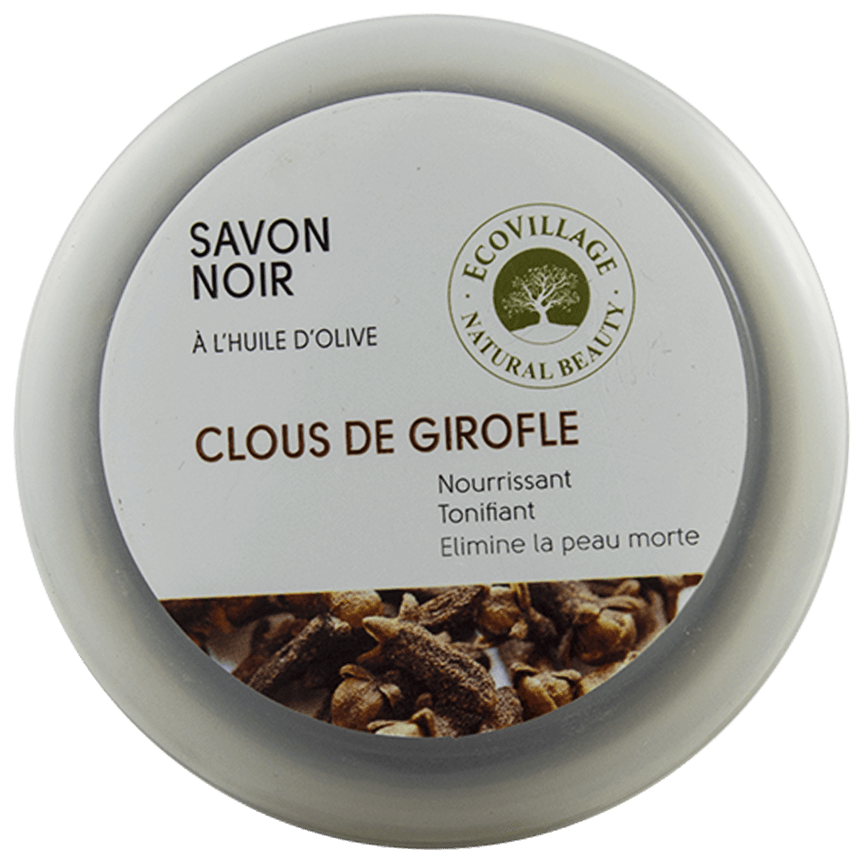 SAVON
NOIR
À L'HUILE D'OLIVE
ECOVILLAGE
NATURAL BEAUTY
CLOUS DE GIROFLE
Nourrissant
Tonifiant
Elimine la peau morte